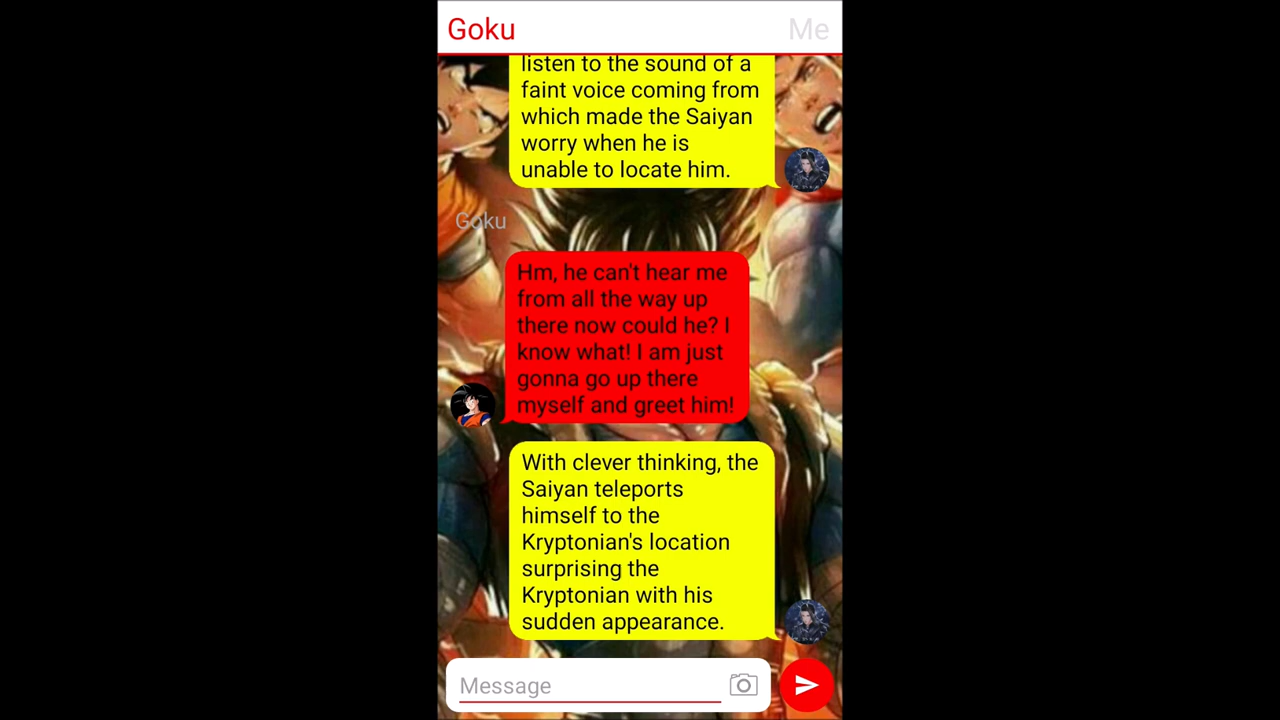 Goku
Me
listen to the sound of a
faint voice coming from
which made the Saiyan
worry when he is
unable to locate him.
Goku
Hm, he can't hear me
from all the way up
there now could he? I
know what! I am just
gonna go up there
myself and greet him!
With clever thinking, the
Saiyan teleports
himself to the
Kryptonian's location
surprising the
Kryptonian with his
sudden appearance.
Message